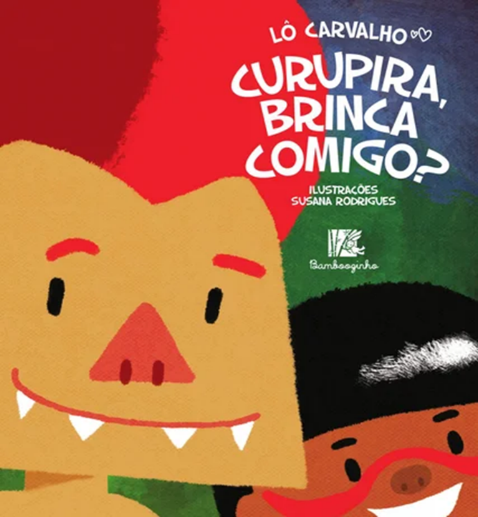 LÔ CARVALHO
CURUPIRA,
BRINCA
COMIGO?
ILUSTRAÇÕES
SUSANA RODRIGUES
Bamboozinho